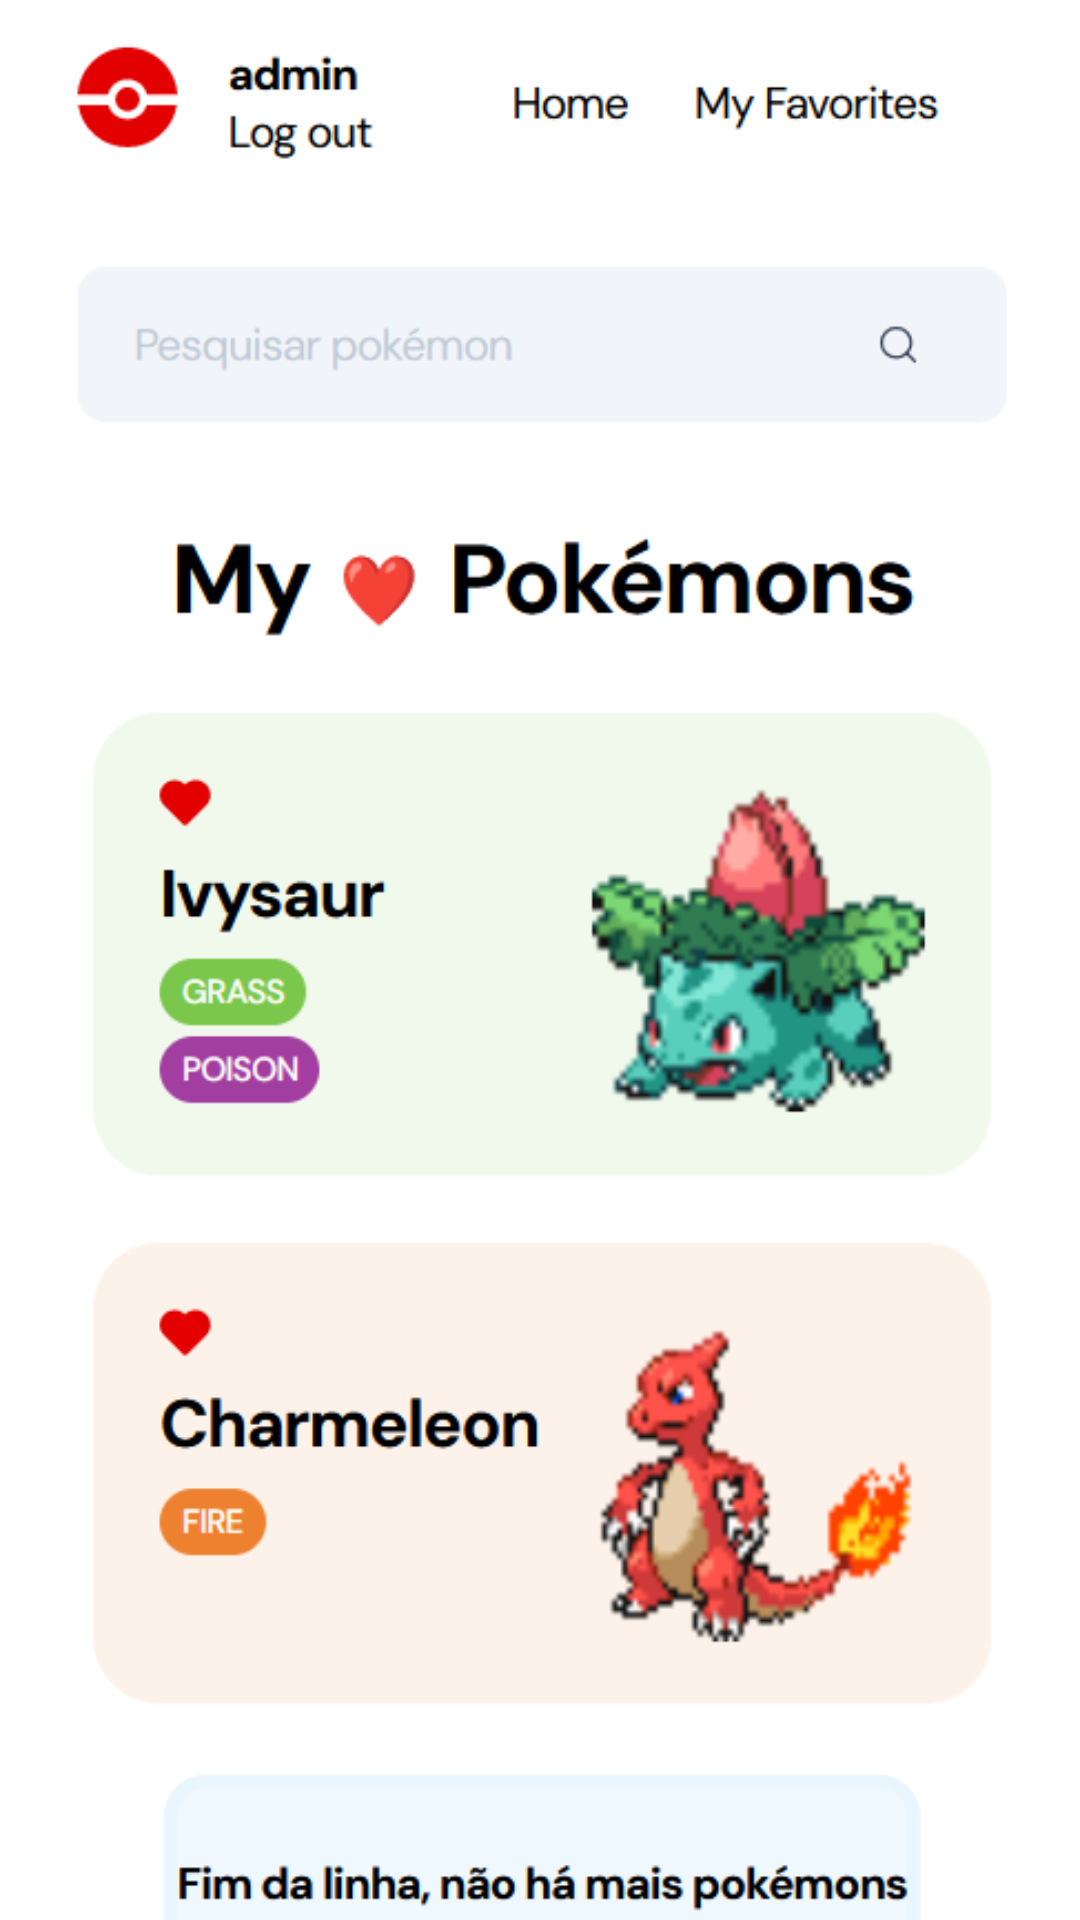 admin
Log out
Home
My Favorites
Pesquisar pokémon
My ❤️ Pokémons
Ivysaur
GRASS
POISON
Charmeleon
FIRE
Fim da linha, não há mais pokémons